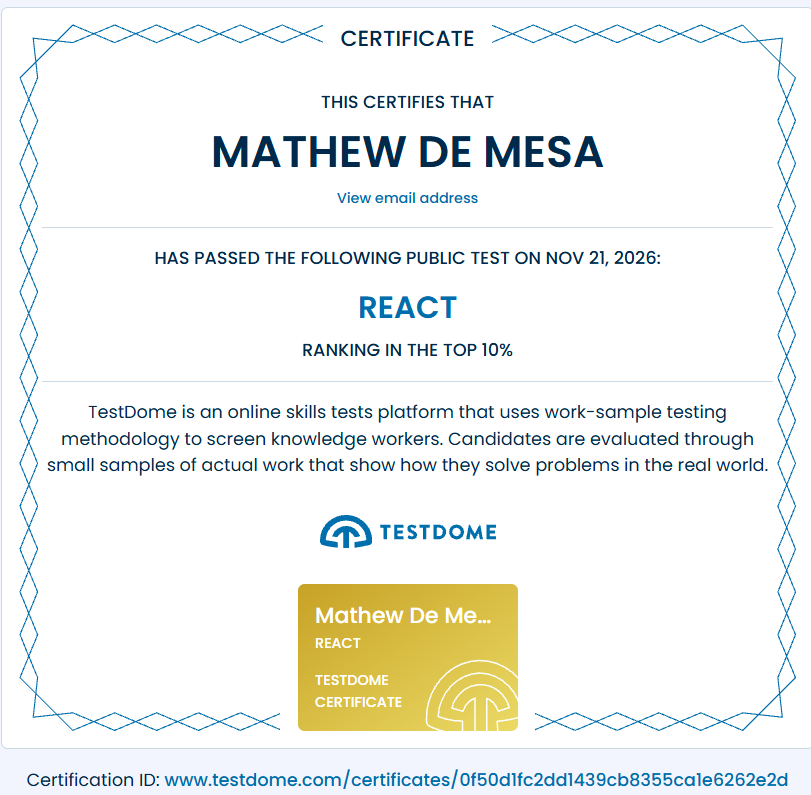 CERTIFICATE
THIS CERTIFIES THAT
MATHEW DE MESA
View email address
HAS PASSED THE FOLLOWING PUBLIC TEST ON NOV 21, 2026:
REACT
RANKING IN THE TOP 10%
TestDome is an online skills tests platform that uses work-sample testing
methodology to screen knowledge workers. Candidates are evaluated through
small samples of actual work that show how they solve problems in the real world.
TESTDOME
Mathew De Me...
REACT
TESTDOME
CERTIFICATE
Certification ID: www.testdome.com/certificates/0f50d1fc2dd1439cb8355ca1e6262e2d